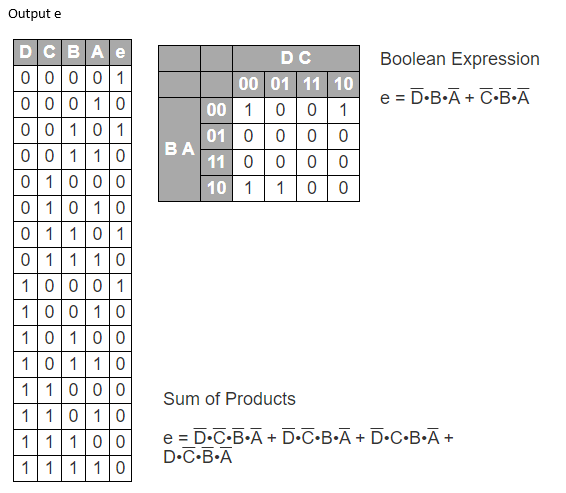 Output e
D C B A e
0 0 0 0 1
0 0 0 1 0
0 0 1 0 1
0 0 1 1 0
0 1 0 0 0
0 1 0 1 0
0 1 1 0 1
0 1 1 1 0
1 0 0 0 1
1 0 0 1 0
1 0 1 0 0
1 0 1 1 0
1 1 0 0 0
1 1 0 1 0
1 1 1 0 0
1 1 1 1 0
D C
00 01 11 10
B A
00 1 0 0 1
01 0 0 0 0
11 0 0 0 0
10 1 1 0 0
Boolean Expression
e = D̅•B•A̅ + C̅•B̅•A̅
Sum of Products
e = D̅•C̅•B̅•A̅ + D̅•C̅•B•A̅ + D̅•C•B•A̅ +
D•C̅•B̅•A̅